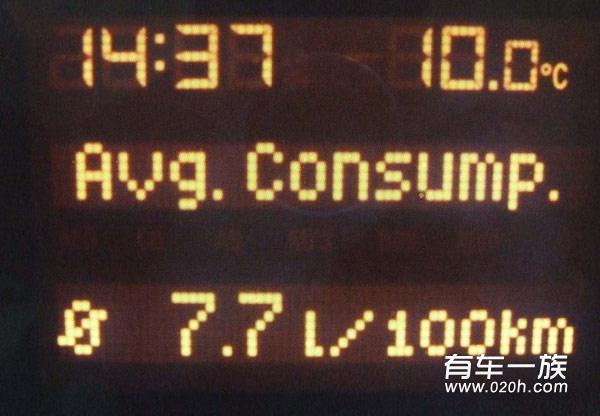 14:37 10.0°C
Avg. Consump.
Ø 7.7 l/100km
有车一族
www.020h.com